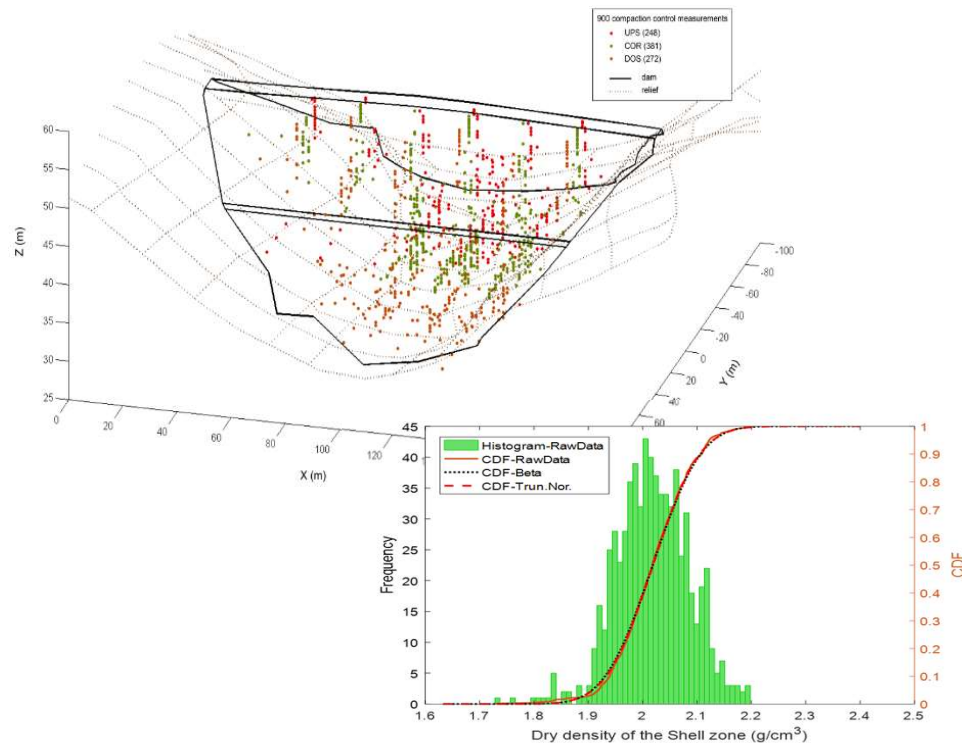 900 compaction control measurements
UPS (248)
COR (381)
DOS (272)
dam
relief
60
55
50
45
40
35
30
25
Z (m)
0
20
40
60
80
100
120
X (m)
-100
-80
-60
-40
-20
0
20
40
60
Y (m)
Histogram-RawData
CDF-RawData
CDF-Beta
CDF-Trun.Nor.
45
40
35
30
25
20
15
10
5
0
Frequency
1
0.9
0.8
0.7
0.6
0.5
0.4
0.3
0.2
0.1
0
CDF
1.6 1.7 1.8 1.9 2 2.1 2.2 2.3 2.4 2.5
Dry density of the Shell zone (g/cm³)